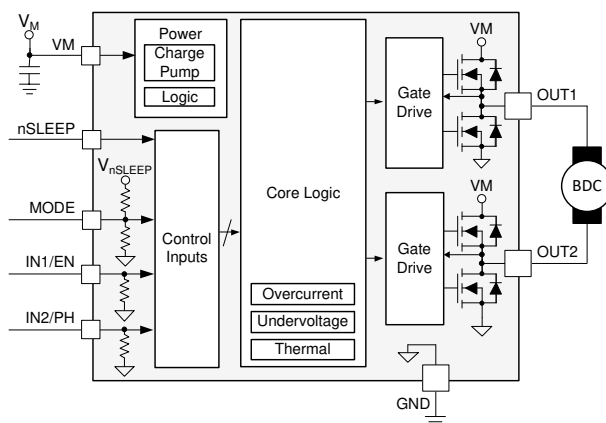 VM
VM
Power
Charge
Pump
Logic
nSLEEP
VnSLEEP
MODE
IN1/EN
IN2/PH
Control
Inputs
Core Logic
Overcurrent
Undervoltage
Thermal
VM
Gate
Drive
OUT1
BDC
VM
Gate
Drive
OUT2
GND